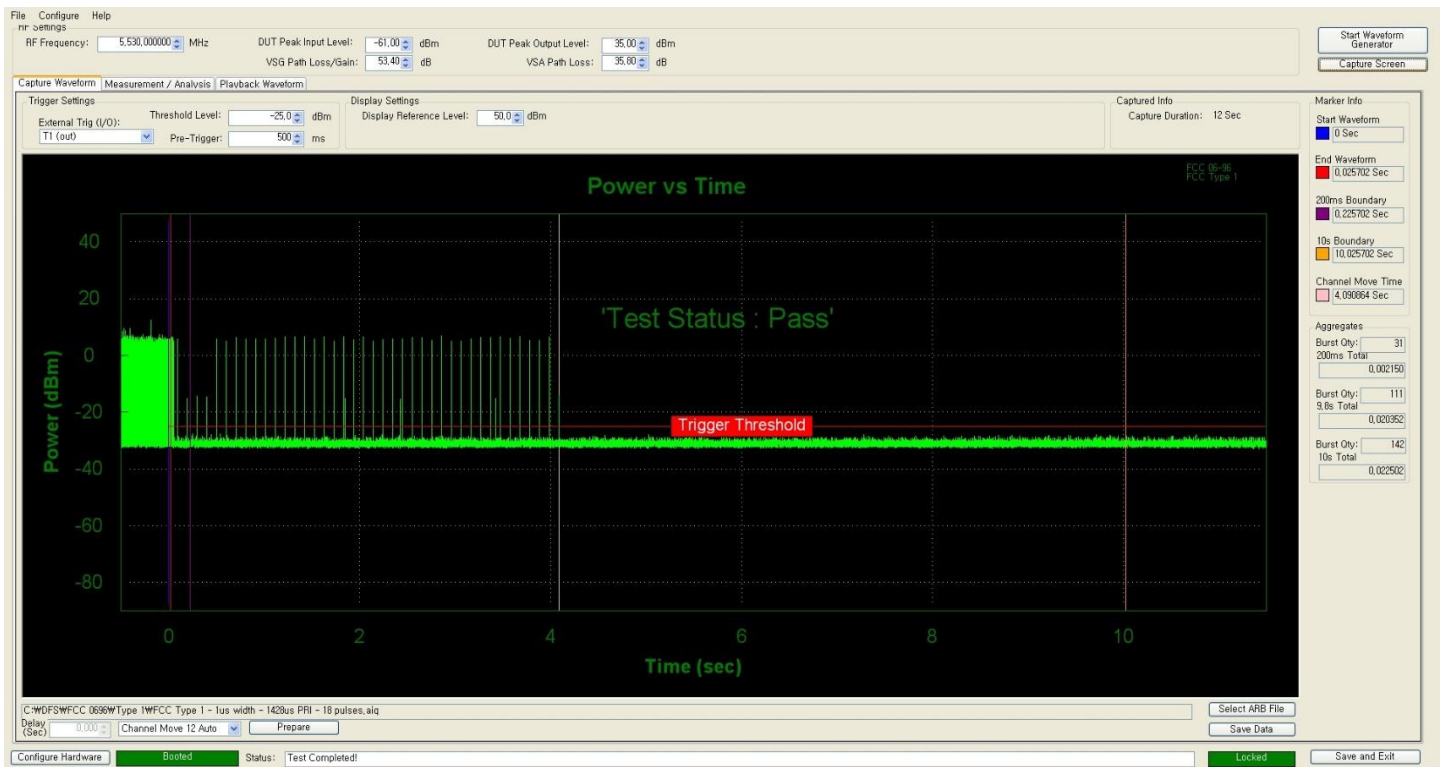 File Configure Help
RF Settings
RF Frequency: 5,530,000000 MHz DUT Peak Input Level: -61,00 dBm DUT Peak Output Level: 35,00 dBm
VSG Path Loss/Gain: 53,40 dB VSA Path Loss: 35,80 dB
Start Waveform Generator
Capture Screen
Capture Waveform Measurement / Analysis Playback Waveform
Trigger Settings
External Trig (I/O): Threshold Level: -25,0 dBm
T1 (out) Pre-Trigger: 500 ms
Display Settings
Display Reference Level: 50,0 dBm
Captured Info
Capture Duration: 12 Sec
Marker Info
Start Waveform
0 Sec
End Waveform
0,025702 Sec
200ms Boundary
0,225702 Sec
10s Boundary
10,025702 Sec
Channel Move Time
4,090864 Sec
Aggregates
Burst Qty: 31
200ms Total
0,002150
Burst Qty: 111
9,8s Total
0,020352
Burst Qty: 142
10s Total
0,022502
FCC 06-96
FCC Type 1
Power vs Time
'Test Status : Pass'
Trigger Threshold
Power (dBm)
40
20
0
-20
-40
-60
-80
0 2 4 6 8 10
Time (sec)
C:₩DFS₩FCC 0696₩Type 1₩FCC Type 1 - 1us width - 1428us PRI - 18 pulses,aiq
Select ARB File
Delay (Sec) 0,000 Channel Move 12 Auto Prepare
Save Data
Configure Hardware Booted Status: Test Completed! Locked Save and Exit